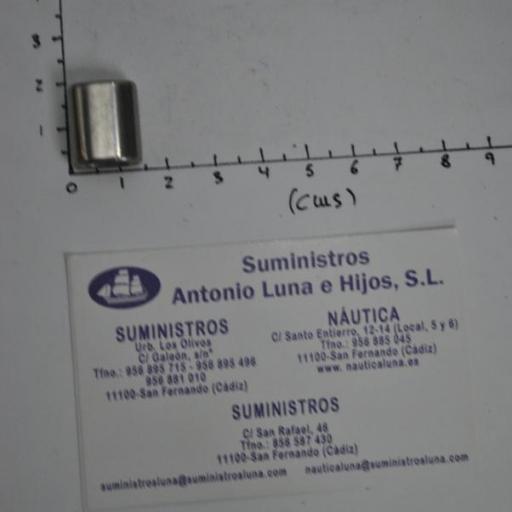 3
2
1
0 1 2 3 4 5 6 7 8 9
(cms)
Suministros
Antonio Luna e Hijos, S.L.
SUMINISTROS
Urb. Los Olivos
C/ Galeón, s/nº
Tfno.: 956 895 715 - 956 895 496
956 881 010
11100-San Fernando (Cádiz)
NÁUTICA
C/ Santo Entierro, 12-14 (Local, 5 y 6)
Tfno.: 956 885 045
11100-San Fernando (Cádiz)
www. nauticaluna.es
SUMINISTROS
C/ San Rafael, 46
Tfno.: 856 587 430
11100-San Fernando (Cádiz)
suministrosluna@suministrosluna.com nauticaluna@suministrosluna.com